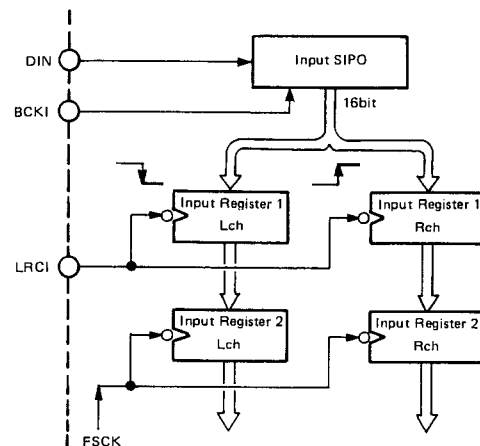 DIN
Input SIPO
BCKI
16bit
Input Register 1
Lch
Input Register 1
Rch
LRCI
Input Register 2
Lch
Input Register 2
Rch
FSCK